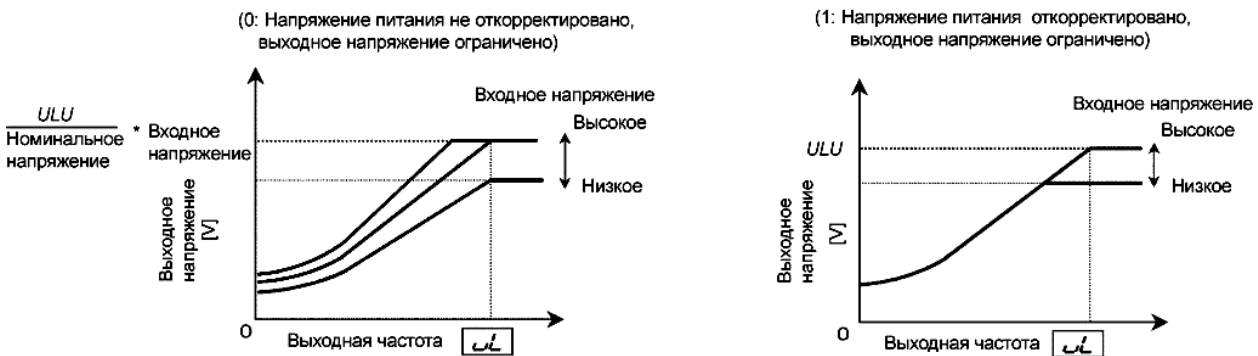 (0: Напряжение питания не откорректировано,
выходное напряжение ограничено)
ULU
Номинальное
напряжение
* Входное
напряжение
Выходное
напряжение
[V]
Входное напряжение
Высокое
Низкое
0
Выходная частота
uL
(1: Напряжение питания откорректировано,
выходное напряжение ограничено)
ULU
Выходное
напряжение
[V]
Входное напряжение
Высокое
Низкое
0
Выходная частота
uL